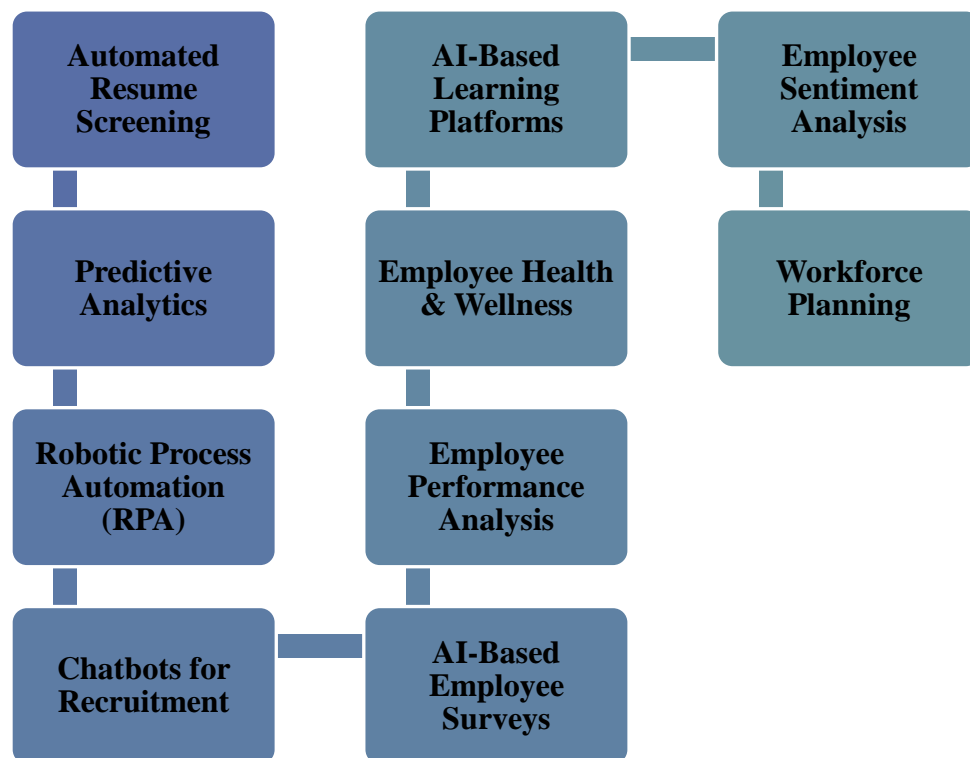 Automated
Resume
Screening
Predictive
Analytics
Robotic Process
Automation
(RPA)
Chatbots for
Recruitment
AI-Based
Employee
Surveys
Employee
Performance
Analysis
Employee Health
& Wellness
AI-Based
Learning
Platforms
Employee
Sentiment
Analysis
Workforce
Planning